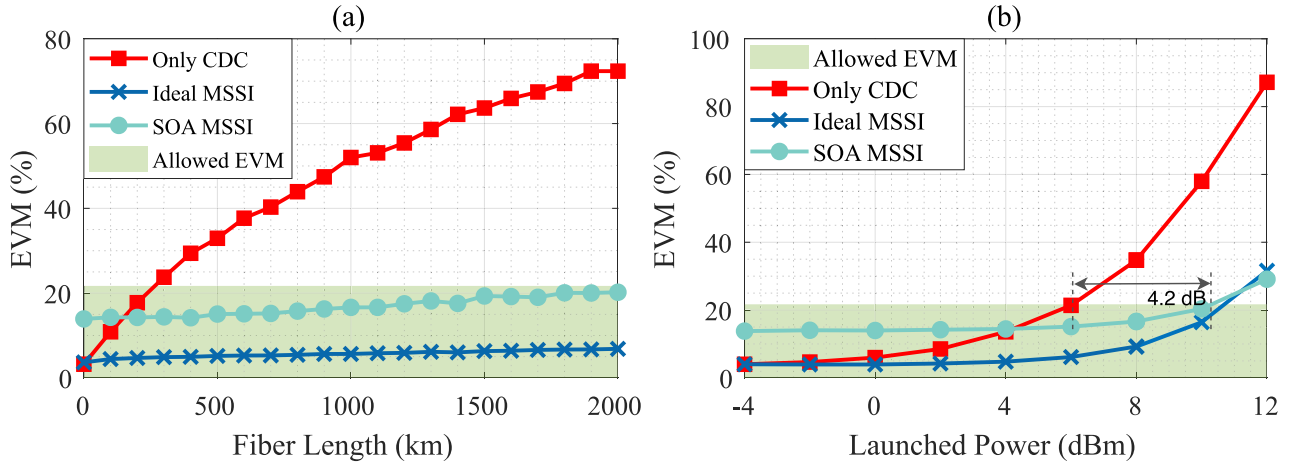 (a)
80
60
40
20
0
EVM (%)
Only CDC
Ideal MSSI
SOA MSSI
Allowed EVM
0 500 1000 1500 2000
Fiber Length (km)
(b)
100
80
60
40
20
0
EVM (%)
Allowed EVM
Only CDC
Ideal MSSI
SOA MSSI
4.2 dB
-4 0 4 8 12
Launched Power (dBm)